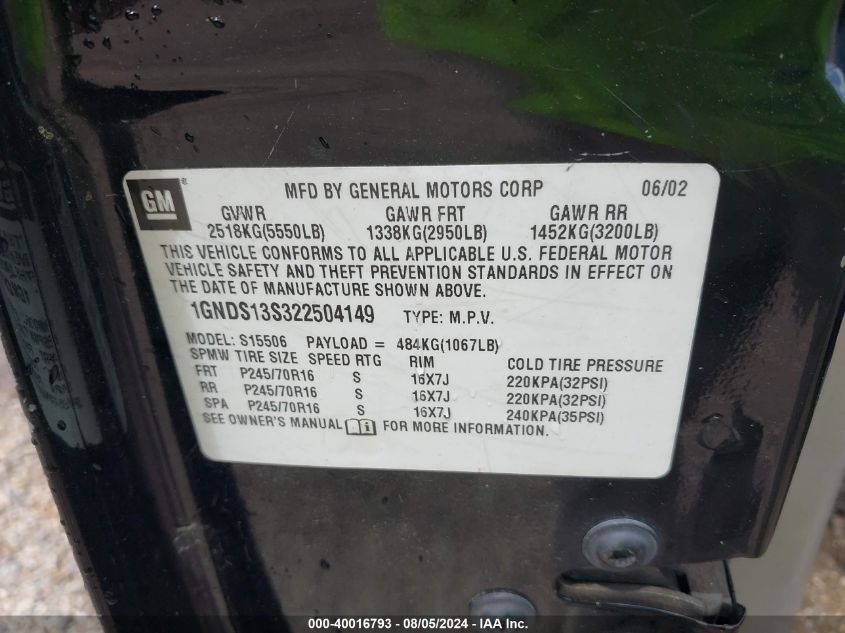 GM
MFD BY GENERAL MOTORS CORP 06/02
GVWR GAWR FRT GAWR RR
2518KG(5550LB) 1338KG(2950LB) 1452KG(3200LB)
THIS VEHICLE CONFORMS TO ALL APPLICABLE U.S. FEDERAL MOTOR
VEHICLE SAFETY AND THEFT PREVENTION STANDARDS IN EFFECT ON
THE DATE OF MANUFACTURE SHOWN ABOVE.
1GNDS13S322504149 TYPE: M.P.V.
MODEL: S15506 PAYLOAD = 484KG(1067LB)
SPMW TIRE SIZE SPEED RTG RIM COLD TIRE PRESSURE
FRT P245/70R16 S 16X7J 220KPA(32PSI)
RR P245/70R16 S 16X7J 220KPA(32PSI)
SPA P245/70R16 S 16X7J 240KPA(35PSI)
SEE OWNER'S MANUAL FOR MORE INFORMATION.
000-40016793 - 08/05/2024 - IAAI.com